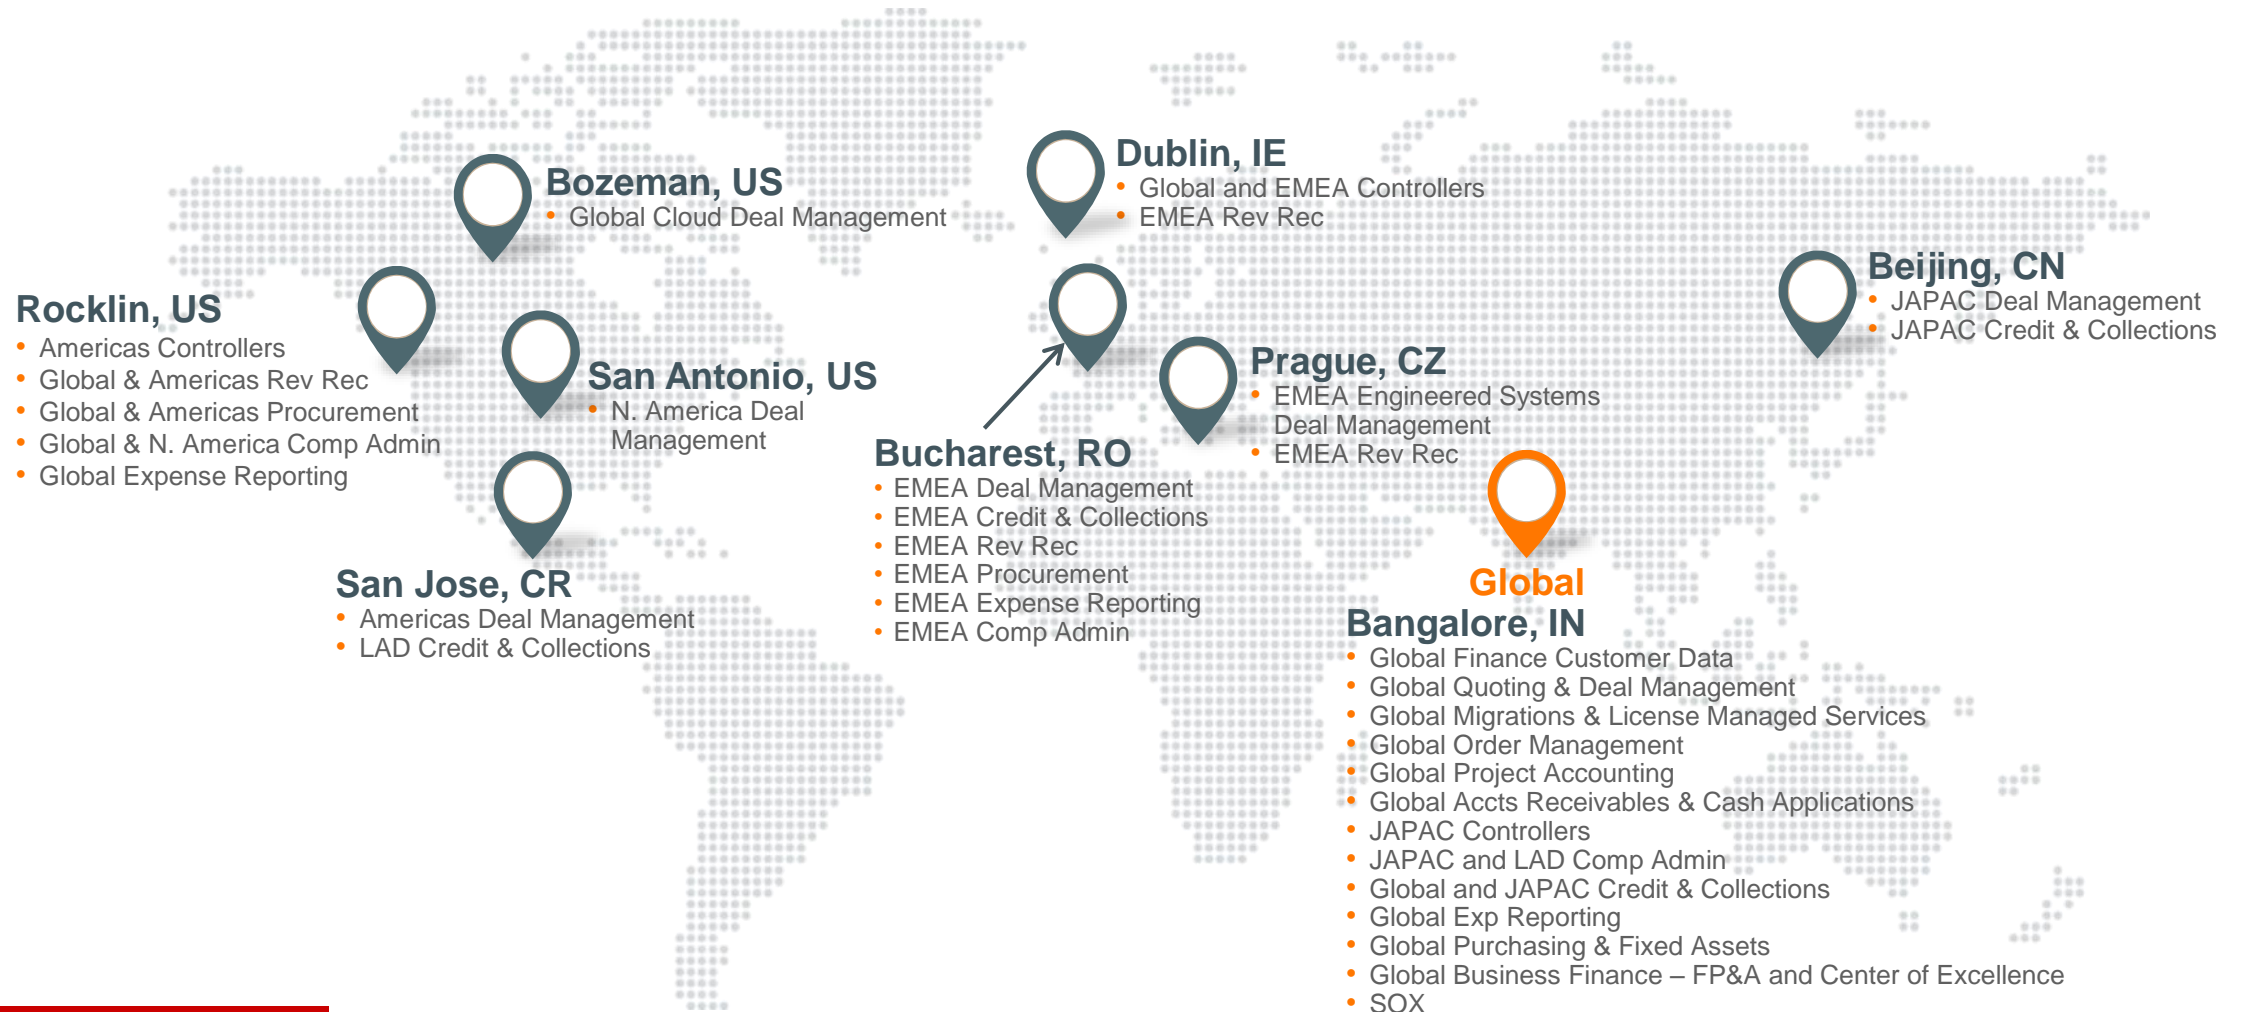 Bozeman, US
• Global Cloud Deal Management
Dublin, IE
• Global and EMEA Controllers
• EMEA Rev Rec
Beijing, CN
• JAPAC Deal Management
• JAPAC Credit & Collections
Rocklin, US
• Americas Controllers
• Global & Americas Rev Rec
• Global & Americas Procurement
• Global & N. America Comp Admin
• Global Expense Reporting
San Antonio, US
• N. America Deal
Management
Prague, CZ
• EMEA Engineered Systems
Deal Management
• EMEA Rev Rec
Bucharest, RO
• EMEA Deal Management
• EMEA Credit & Collections
• EMEA Rev Rec
• EMEA Procurement
• EMEA Expense Reporting
• EMEA Comp Admin
San Jose, CR
• Americas Deal Management
• LAD Credit & Collections
Global
Bangalore, IN
• Global Finance Customer Data
• Global Quoting & Deal Management
• Global Migrations & License Managed Services
• Global Order Management
• Global Project Accounting
• Global Accts Receivables & Cash Applications
• JAPAC Controllers
• JAPAC and LAD Comp Admin
• Global and JAPAC Credit & Collections
• Global Exp Reporting
• Global Purchasing & Fixed Assets
• Global Business Finance – FP&A and Center of Excellence
• SOX